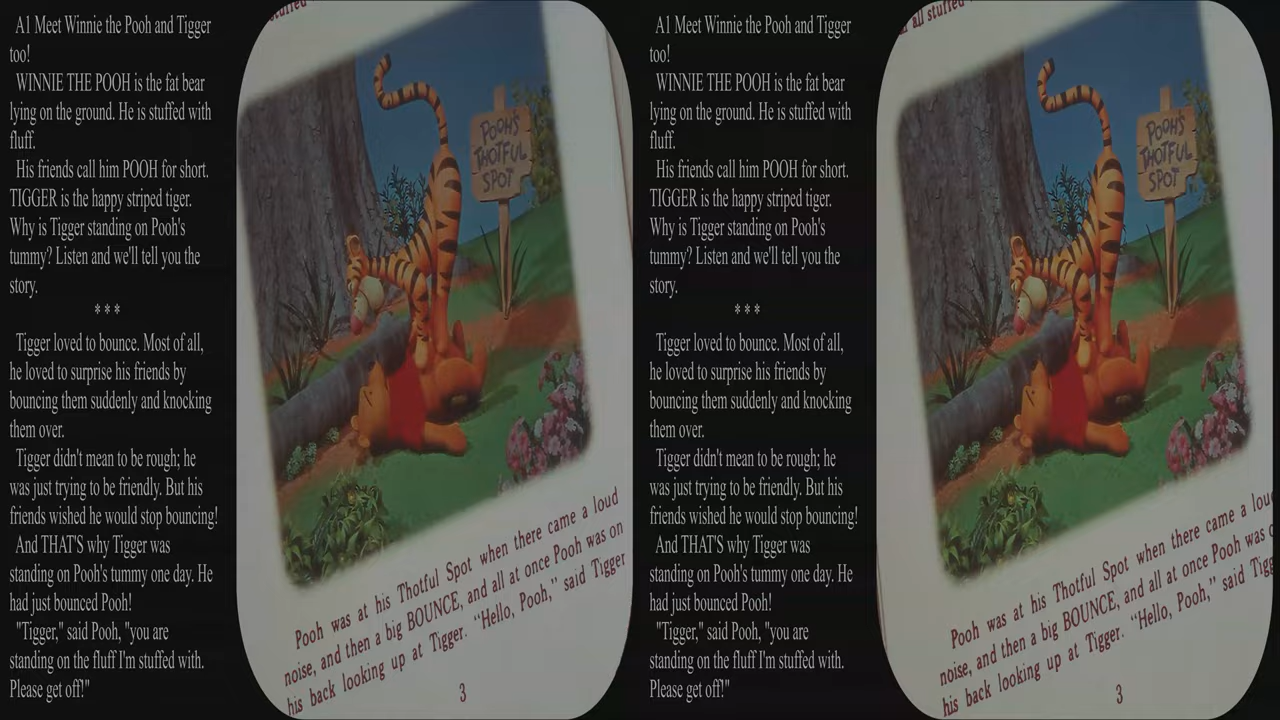 A1 Meet Winnie the Pooh and Tigger
too!
WINNIE THE POOH is the fat bear
lying on the ground. He is stuffed with
fluff.
His friends call him POOH for short.
TIGGER is the happy striped tiger.
Why is Tigger standing on Pooh's
tummy? Listen and we'll tell you the
story.
* * *
Tigger loved to bounce. Most of all,
he loved to surprise his friends by
bouncing them suddenly and knocking
them over.
Tigger didn't mean to be rough; he
was just trying to be friendly. But his
friends wished he would stop bouncing!
And THAT'S why Tigger was
standing on Pooh's tummy one day. He
had just bounced Pooh!
"Tigger," said Pooh, "you are
standing on the fluff I'm stuffed with.
Please get off!"
stuffed
POOH'S
THOTFUL
SPOT
Pooh was at his Thotful Spot when there came a loud
noise, and then a big BOUNCE, and all at once Pooh was on
his back looking up at Tigger. “Hello, Pooh,” said Tigger
3
A1 Meet Winnie the Pooh and Tigger
too!
WINNIE THE POOH is the fat bear
lying on the ground. He is stuffed with
fluff.
His friends call him POOH for short.
TIGGER is the happy striped tiger.
Why is Tigger standing on Pooh's
tummy? Listen and we'll tell you the
story.
* * *
Tigger loved to bounce. Most of all,
he loved to surprise his friends by
bouncing them suddenly and knocking
them over.
Tigger didn't mean to be rough; he
was just trying to be friendly. But his
friends wished he would stop bouncing!
And THAT'S why Tigger was
standing on Pooh's tummy one day. He
had just bounced Pooh!
"Tigger," said Pooh, "you are
standing on the fluff I'm stuffed with.
Please get off!"
all stuffed
POOH'S
THOTFUL
SPOT
Pooh was at his Thotful Spot when there came a lou
noise, and then a big BOUNCE, and all at once Pooh was
his back looking up at Tigger. “Hello, Pooh,” said Tigg
3